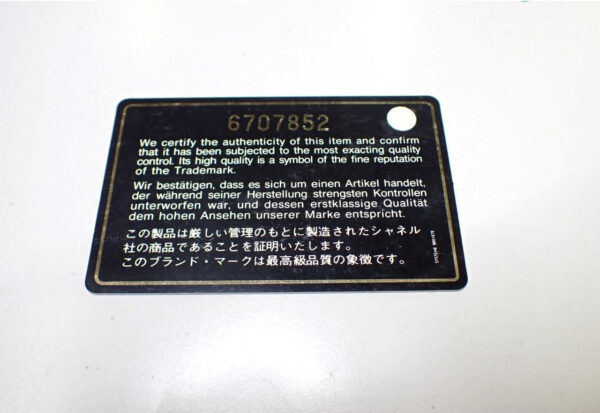 6707852
We certify the authenticity of this item and confirm
that it has been subjected to the most exacting quality
control. Its high quality is a symbol of the fine reputation
of the Trademark.
Wir bestätigen, dass es sich um einen Artikel handelt,
der während seiner Herstellung strengsten Kontrollen
unterworfen war, und dessen erstklassige Qualität
dem hohen Ansehen unserer Marke entspricht.
この製品は厳しい管理のもとに製造されたシャネル
社の商品であることを証明いたします。
このブランド・マークは最高級品質の象徴です。